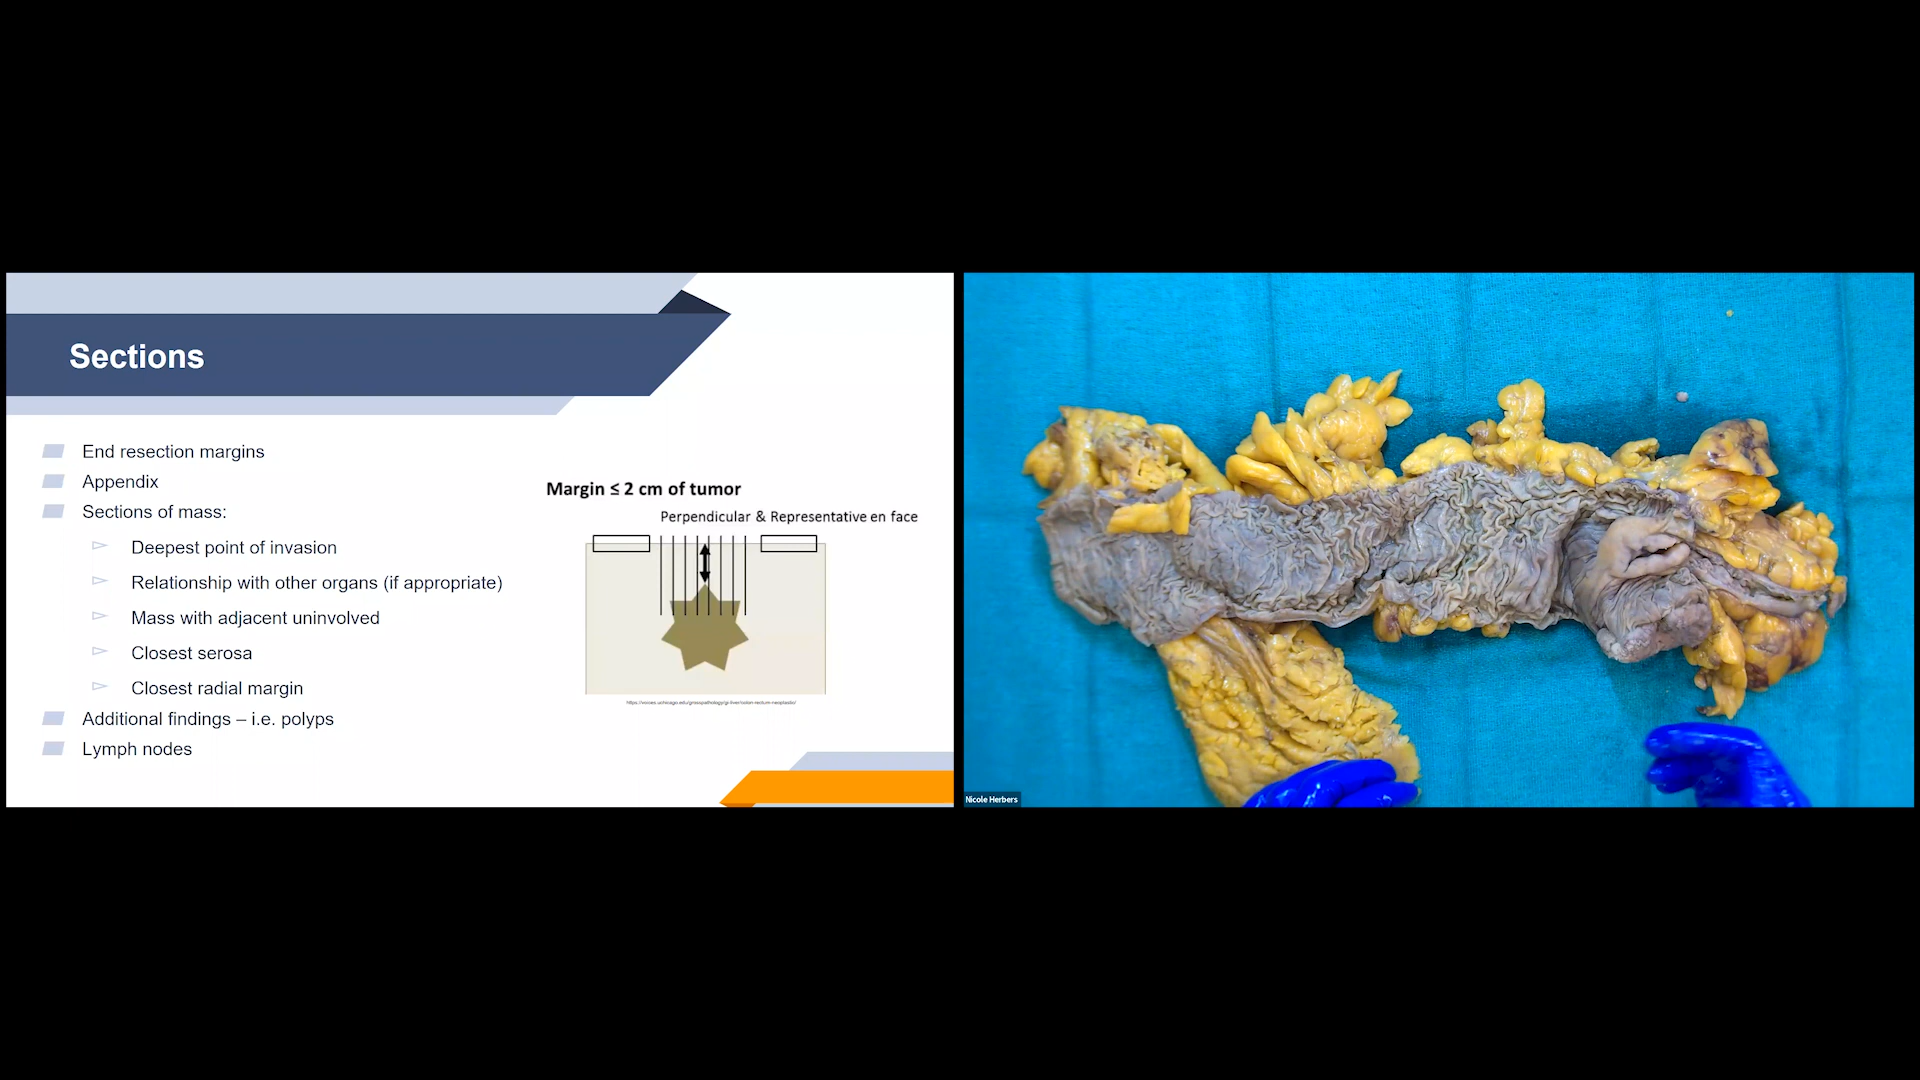 Sections
End resection margins
Appendix
Sections of mass:
Deepest point of invasion
Relationship with other organs (if appropriate)
Mass with adjacent uninvolved
Closest serosa
Closest radial margin
Additional findings – i.e. polyps
Lymph nodes
Margin ≤ 2 cm of tumor
Perpendicular & Representative en face
https://voices.uchicago.edu/grosspathology/gi-liver/colon-rectum-neoplastic/
Nicole Herbers